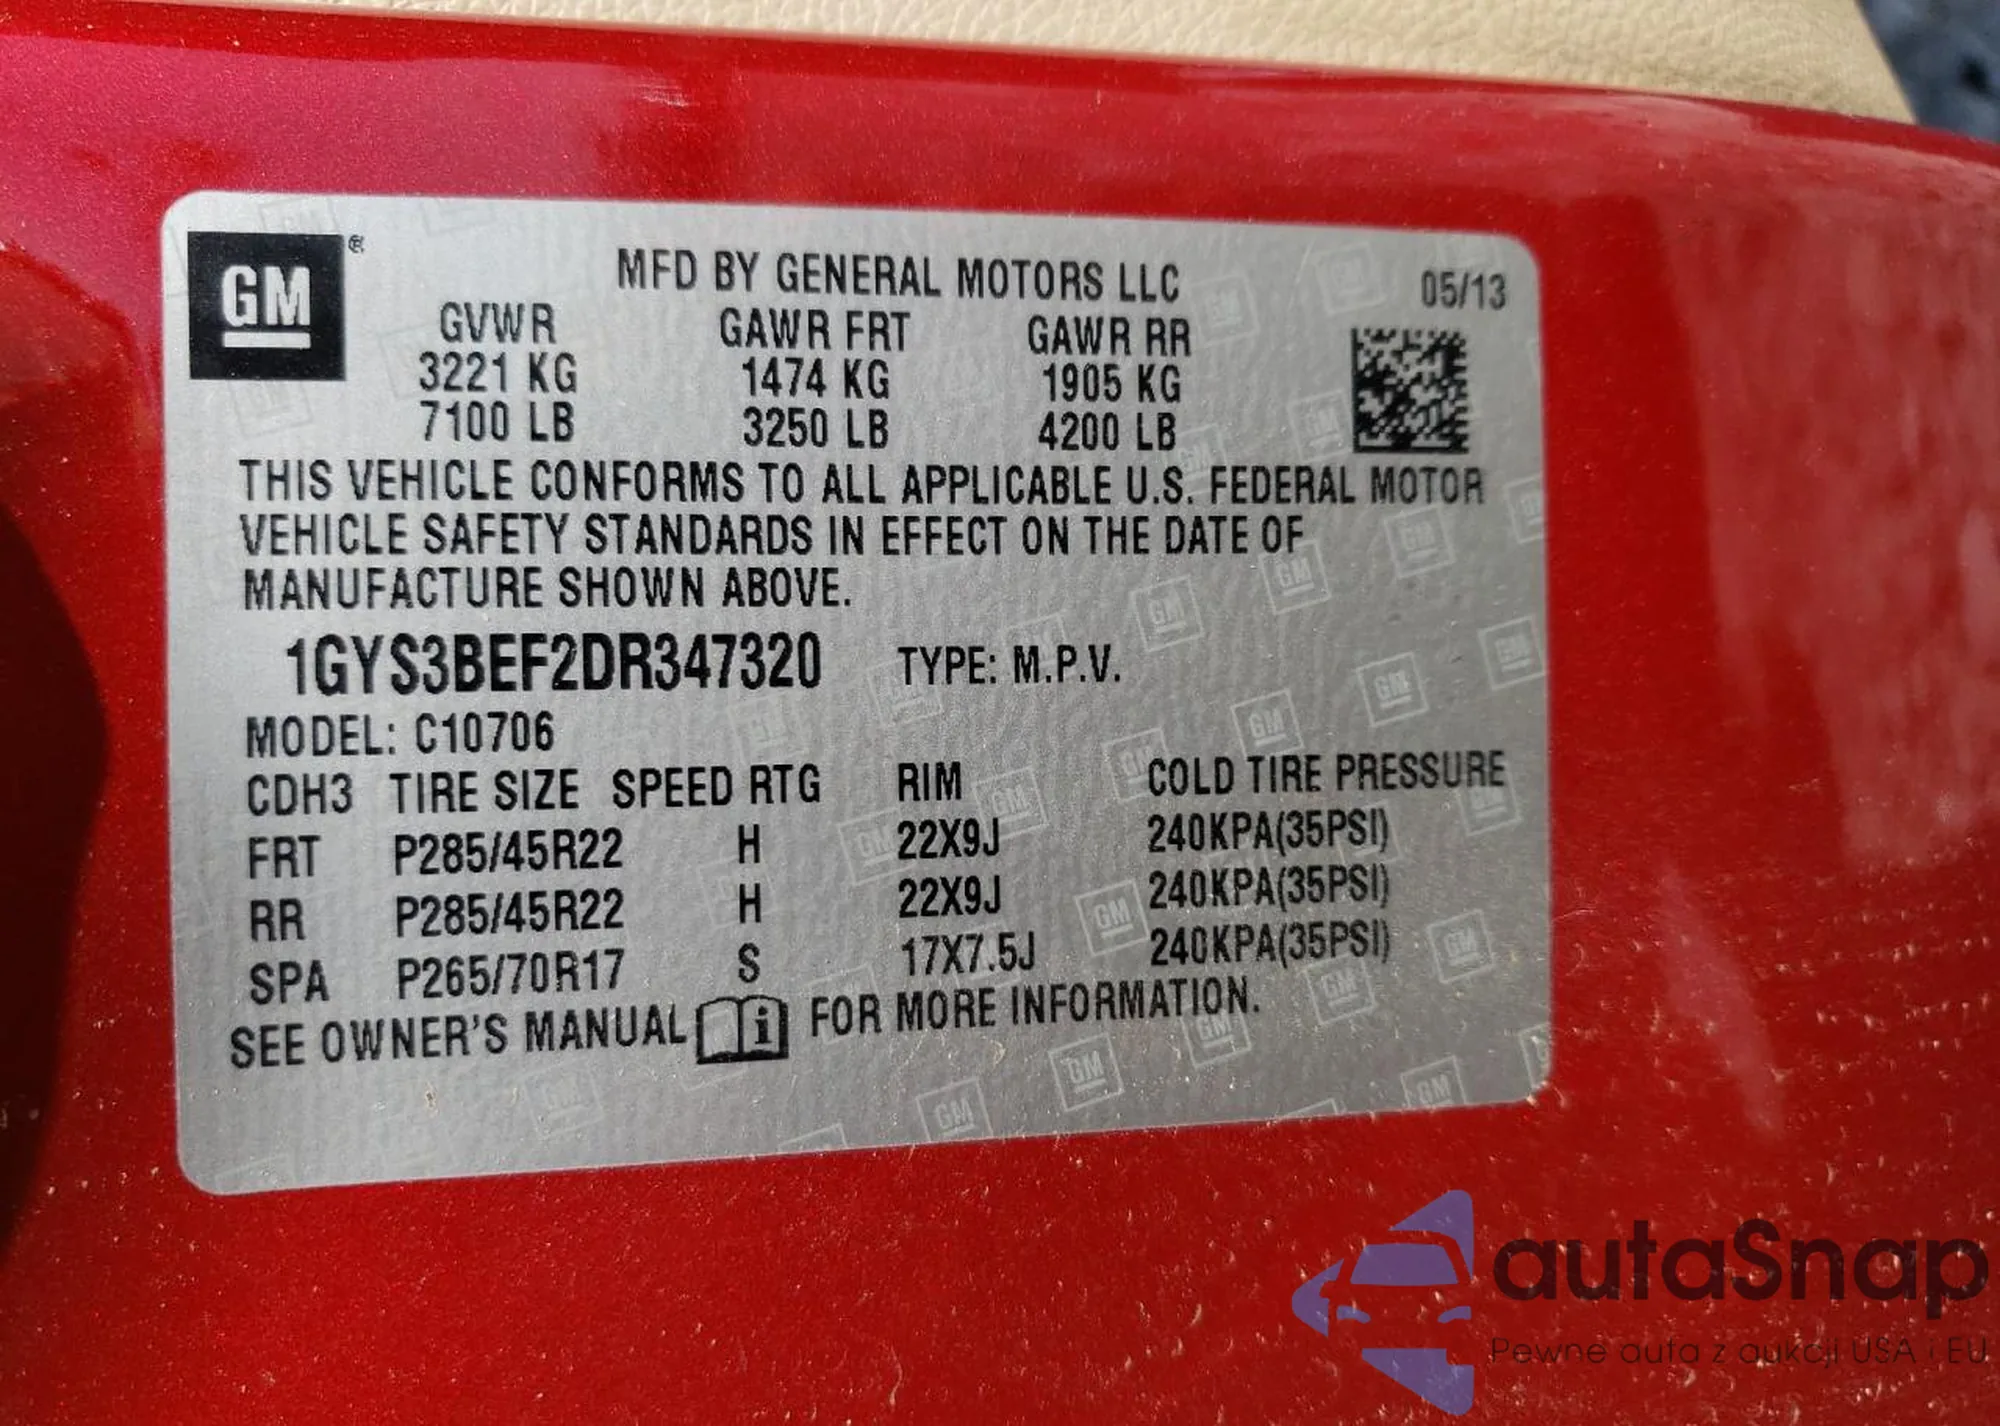 GM ®
MFD BY GENERAL MOTORS LLC 05/13
GVWR GAWR FRT GAWR RR
3221 KG 1474 KG 1905 KG
7100 LB 3250 LB 4200 LB
THIS VEHICLE CONFORMS TO ALL APPLICABLE U.S. FEDERAL MOTOR
VEHICLE SAFETY STANDARDS IN EFFECT ON THE DATE OF
MANUFACTURE SHOWN ABOVE.
1GYS3BEF2DR347320 TYPE: M.P.V.
MODEL: C10706
CDH3 TIRE SIZE SPEED RTG RIM COLD TIRE PRESSURE
FRT P285/45R22 H 22X9J 240KPA(35PSI)
RR P285/45R22 H 22X9J 240KPA(35PSI)
SPA P265/70R17 S 17X7.5J 240KPA(35PSI)
SEE OWNER'S MANUAL i FOR MORE INFORMATION.
autaSnap
Pewne auta z aukcji USA i EU